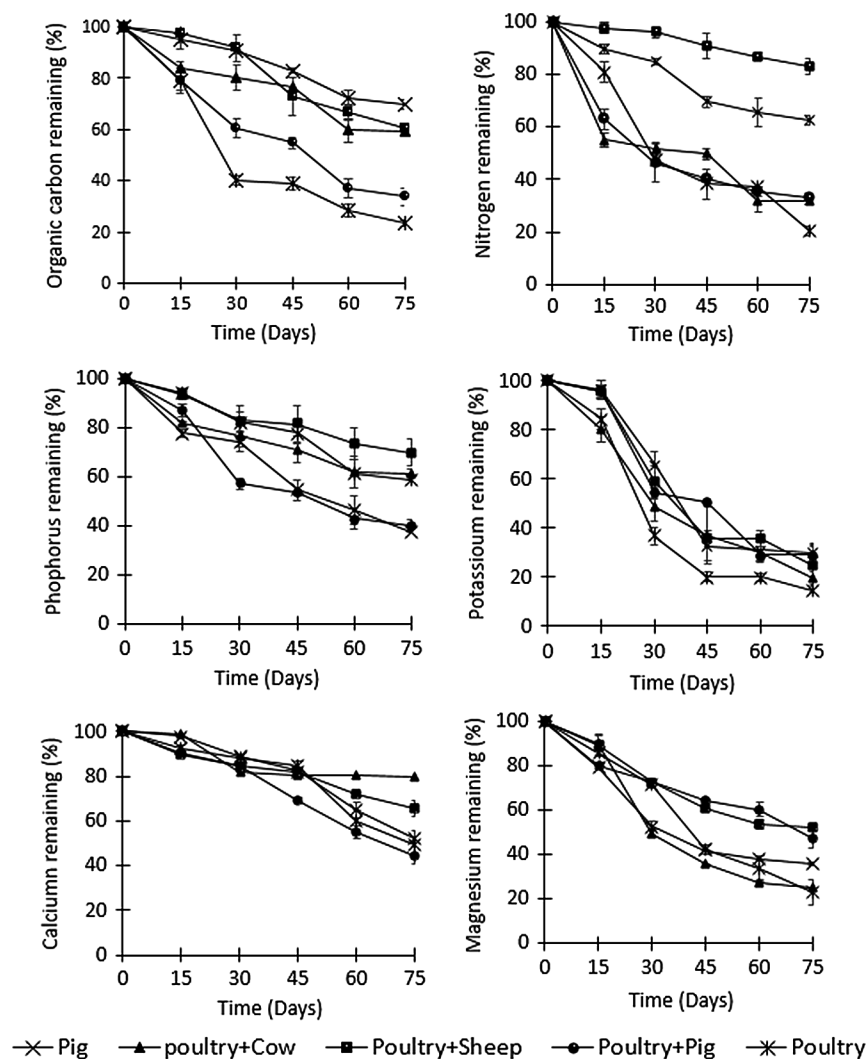 Organic carbon remaining (%)
100
80
60
40
20
0
0 15 30 45 60 75
Time (Days)
Nitrogen remaining (%)
100
80
60
40
20
0
0 15 30 45 60 75
Time (Days)
Phophorus remaining (%)
100
80
60
40
20
0
0 15 30 45 60 75
Time (Days)
Potassioum remaining (%)
100
80
60
40
20
0
0 15 30 45 60 75
Time (Days)
Calciumn remaining (%)
100
80
60
40
20
0
0 15 30 45 60 75
Time (Days)
Magnesium remaining (%)
100
80
60
40
20
0
0 15 30 45 60 75
Time (Days)
Pig poultry+Cow Poultry+Sheep Poultry+Pig Poultry